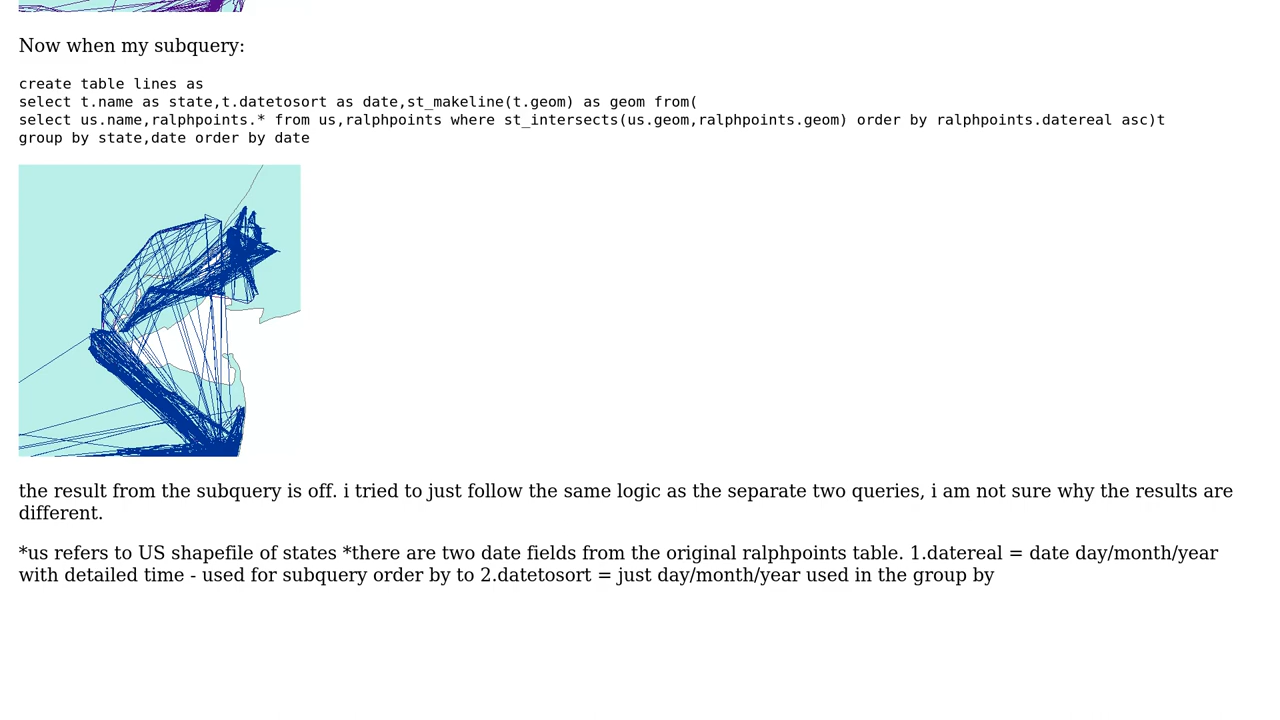 Now when my subquery:
create table lines as
select t.name as state,t.datetosort as date,st_makeline(t.geom) as geom from(
select us.name,ralphpoints.* from us,ralphpoints where st_intersects(us.geom,ralphpoints.geom) order by ralphpoints.datereal asc)t
group by state,date order by date
the result from the subquery is off. i tried to just follow the same logic as the separate two queries, i am not sure why the results are
different.
*us refers to US shapefile of states *there are two date fields from the original ralphpoints table. 1.datereal = date day/month/year
with detailed time - used for subquery order by to 2.datetosort = just day/month/year used in the group by